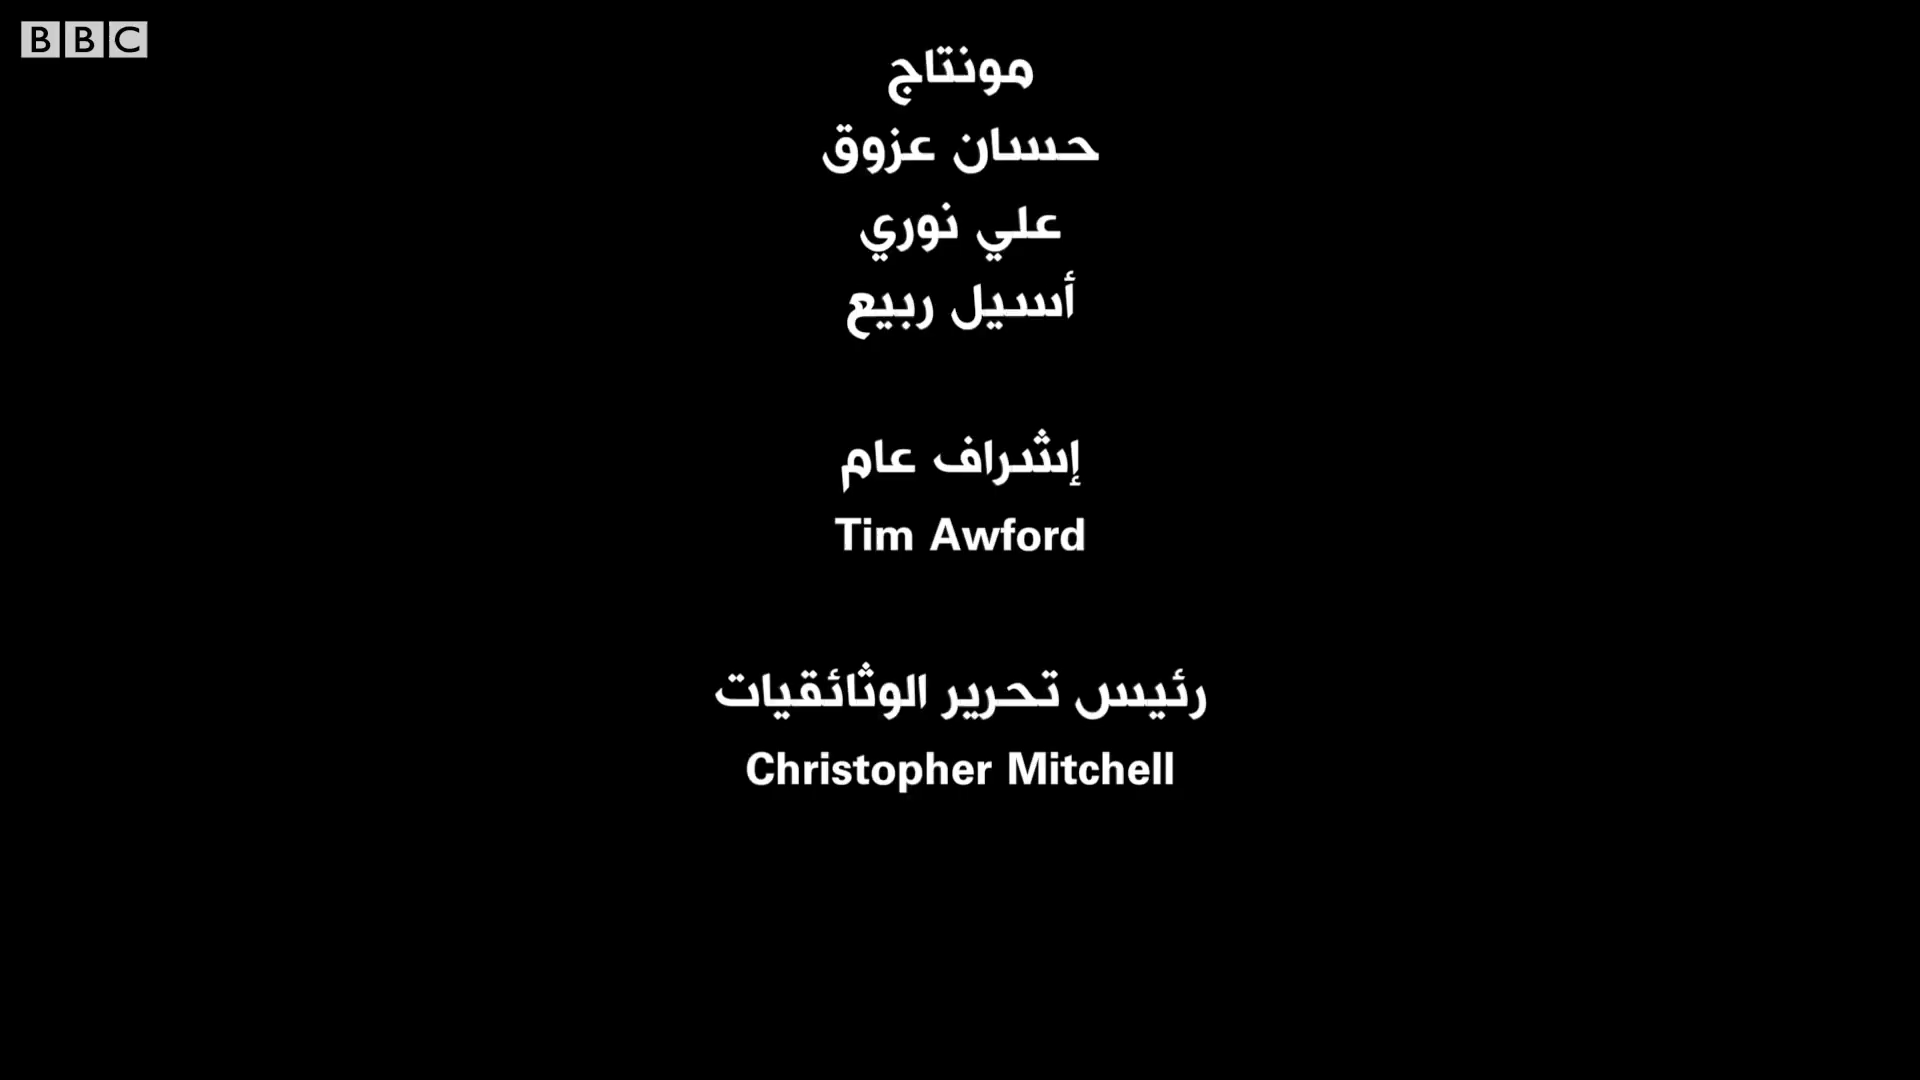 BBC
مونتاج
حسان عزوق
علي نوري
أسيل ربيع
إشراف عام
Tim Awford
رئيس تحرير الوثائقيات
Christopher Mitchell